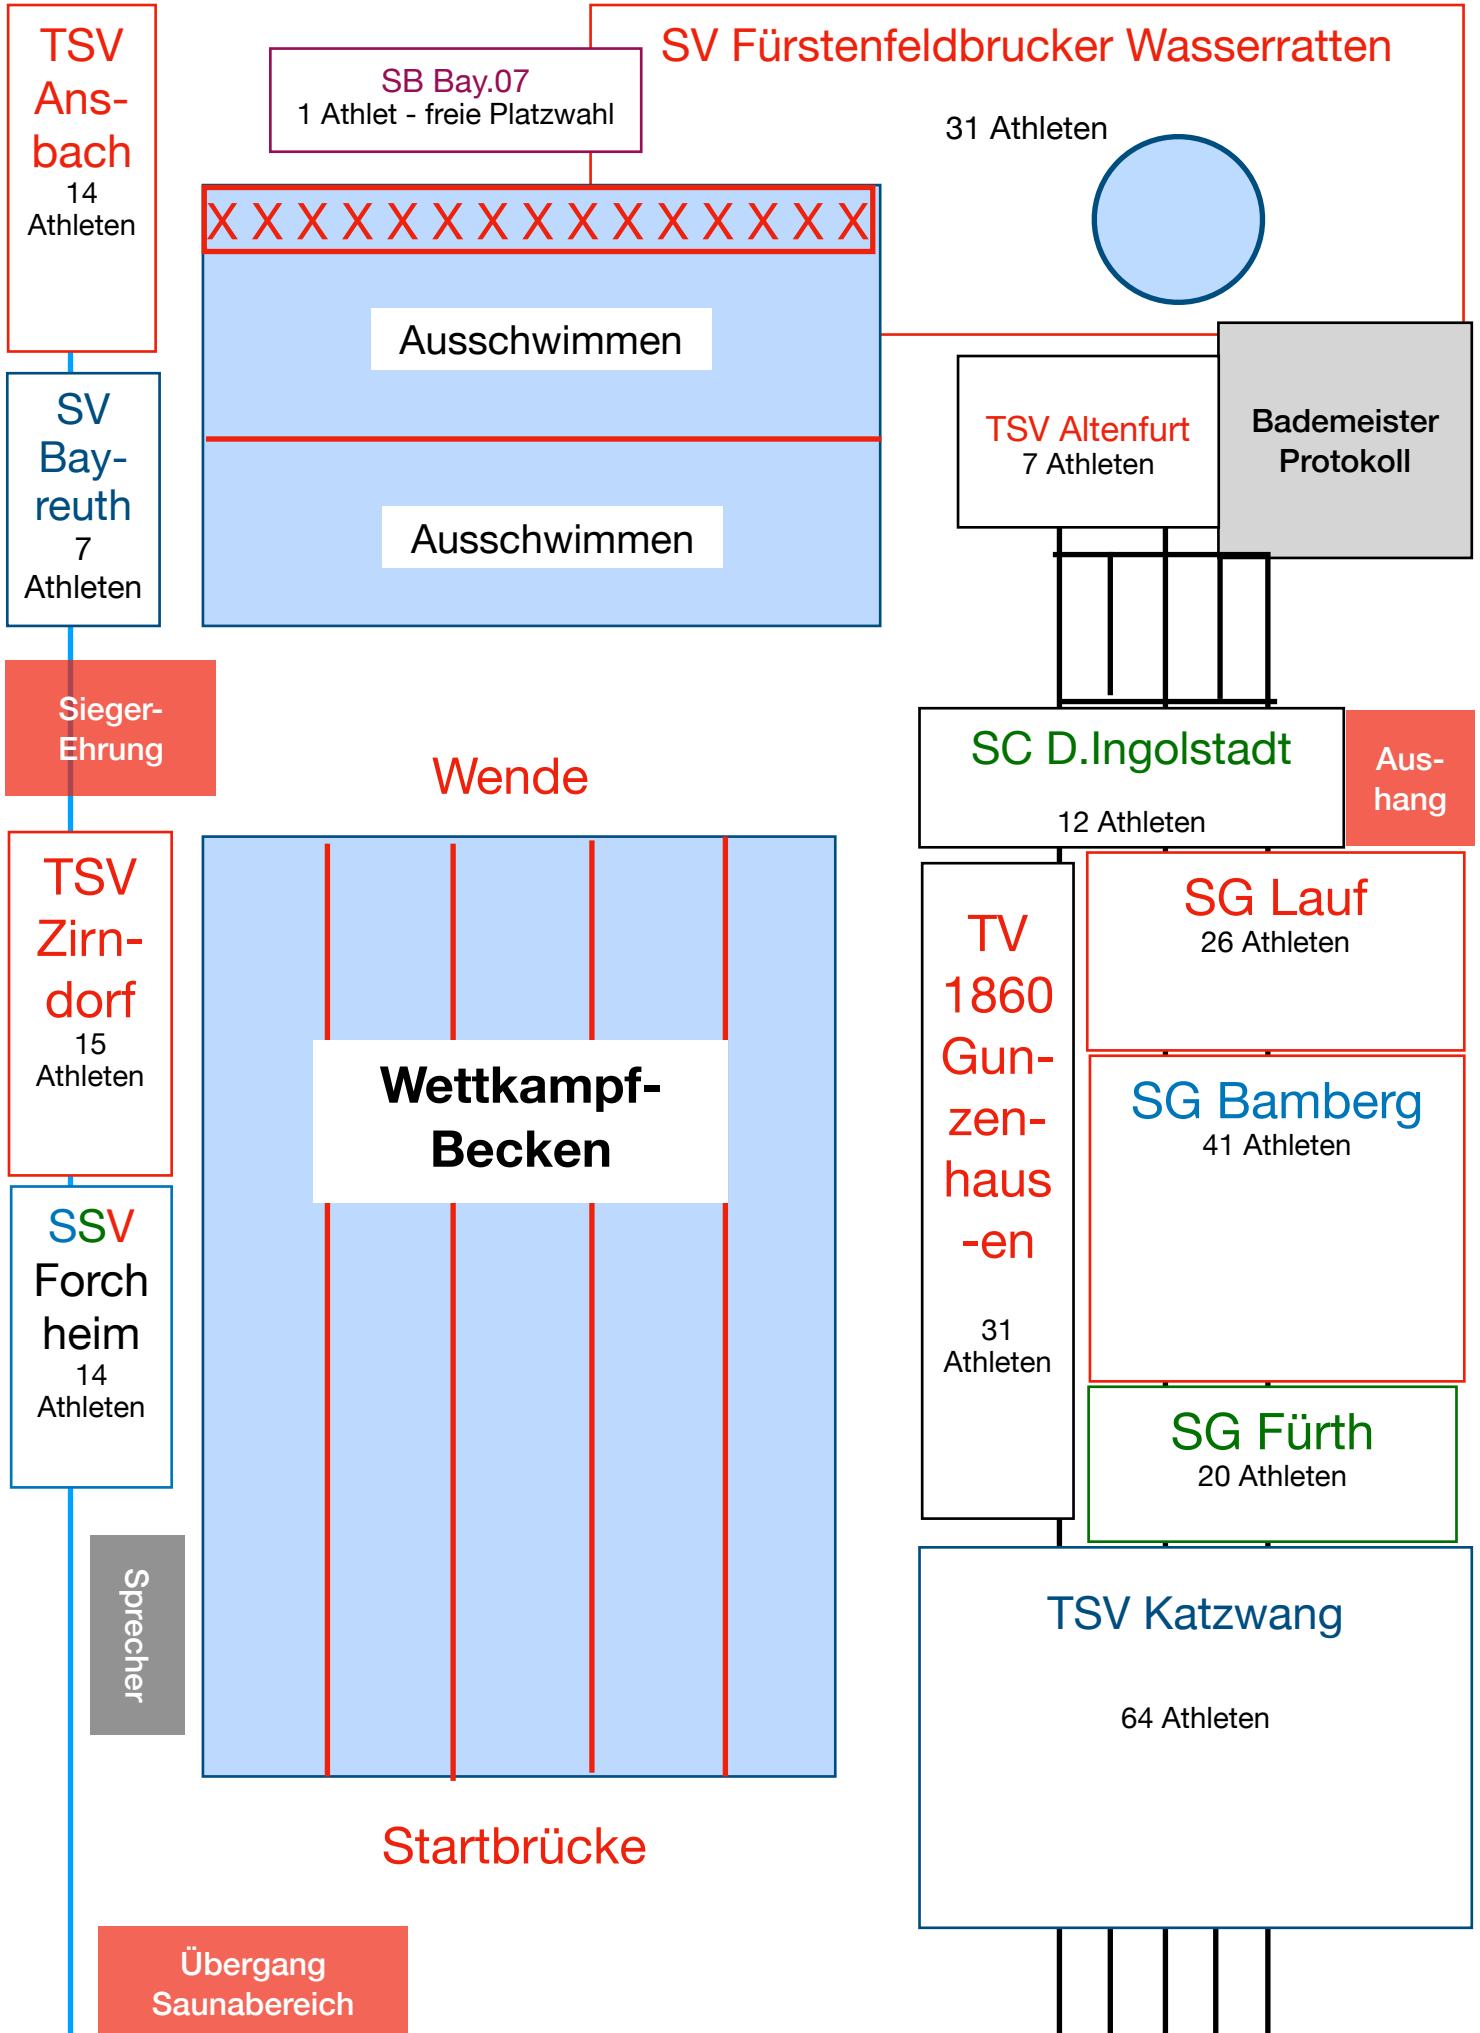 TSV
Ans-
bach
14
Athleten
SB Bay.07
1 Athlet - freie Platzwahl
SV Fürstenfeldbrucker Wasserratten
31 Athleten
X X X X X X X X X X X X X X X
Ausschwimmen
Ausschwimmen
SV
Bay-
reuth
7
Athleten
TSV Altenfurt
7 Athleten
Bademeister
Protokoll
Sieger-
Ehrung
Wende
SC D.Ingolstadt
12 Athleten
Aus-
hang
TSV
Zirn-
dorf
15
Athleten
Wettkampf-
Becken
TV
1860
Gun-
zen-
haus
-en
31
Athleten
SG Lauf
26 Athleten
SG Bamberg
41 Athleten
SSV
Forch
heim
14
Athleten
SG Fürth
20 Athleten
Sprecher
TSV Katzwang
64 Athleten
Startbrücke
Übergang
Saunabereich